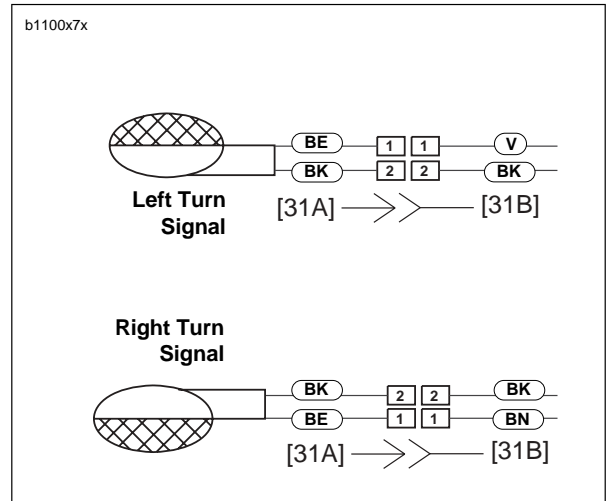 b1100x7x
BE 1 1 V
BK 2 2 BK
Left Turn
Signal
[31A] [31B]
Right Turn
Signal
BK 2 2 BK
BE 1 1 BN
[31A] [31B]